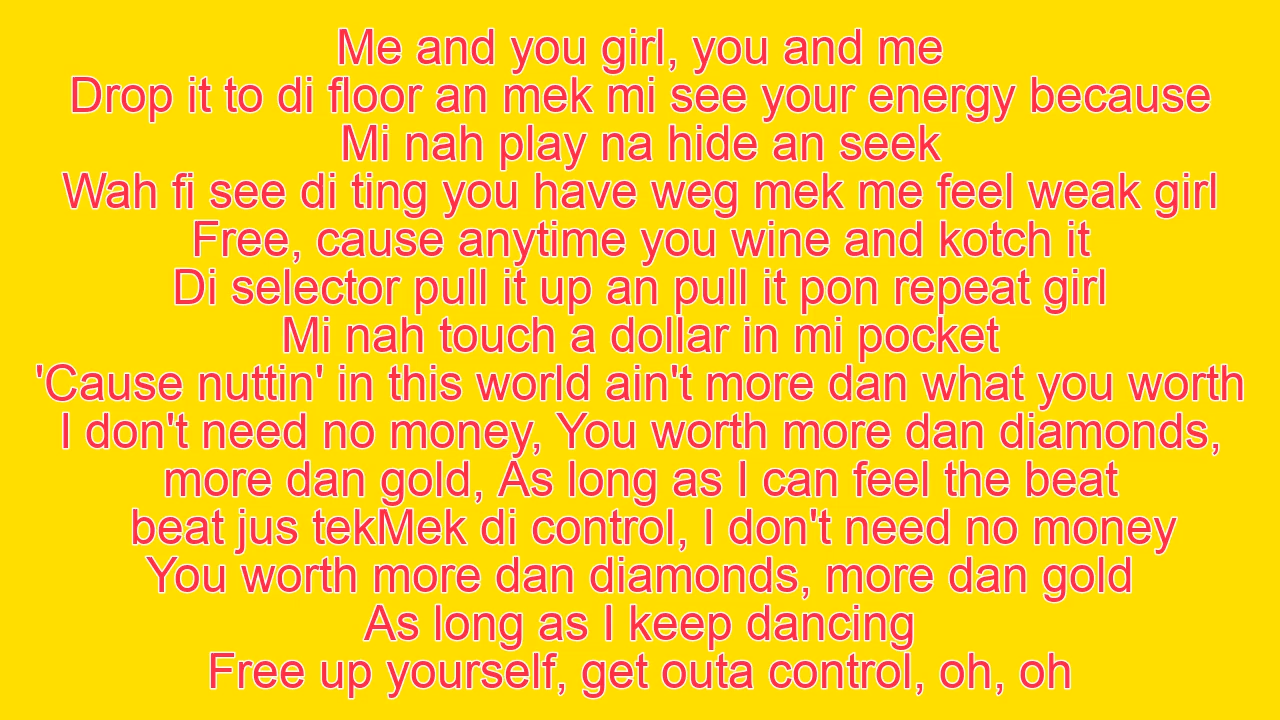 Me and you girl, you and me
Drop it to di floor an mek mi see your energy because
Mi nah play na hide an seek
Wah fi see di ting you have weg mek me feel weak girl
Free, cause anytime you wine and kotch it
Di selector pull it up an pull it pon repeat girl
Mi nah touch a dollar in mi pocket
'Cause nuttin' in this world ain't more dan what you worth
I don't need no money, You worth more dan diamonds,
more dan gold, As long as I can feel the beat
beat jus tekMek di control, I don't need no money
You worth more dan diamonds, more dan gold
As long as I keep dancing
Free up yourself, get outa control, oh, oh